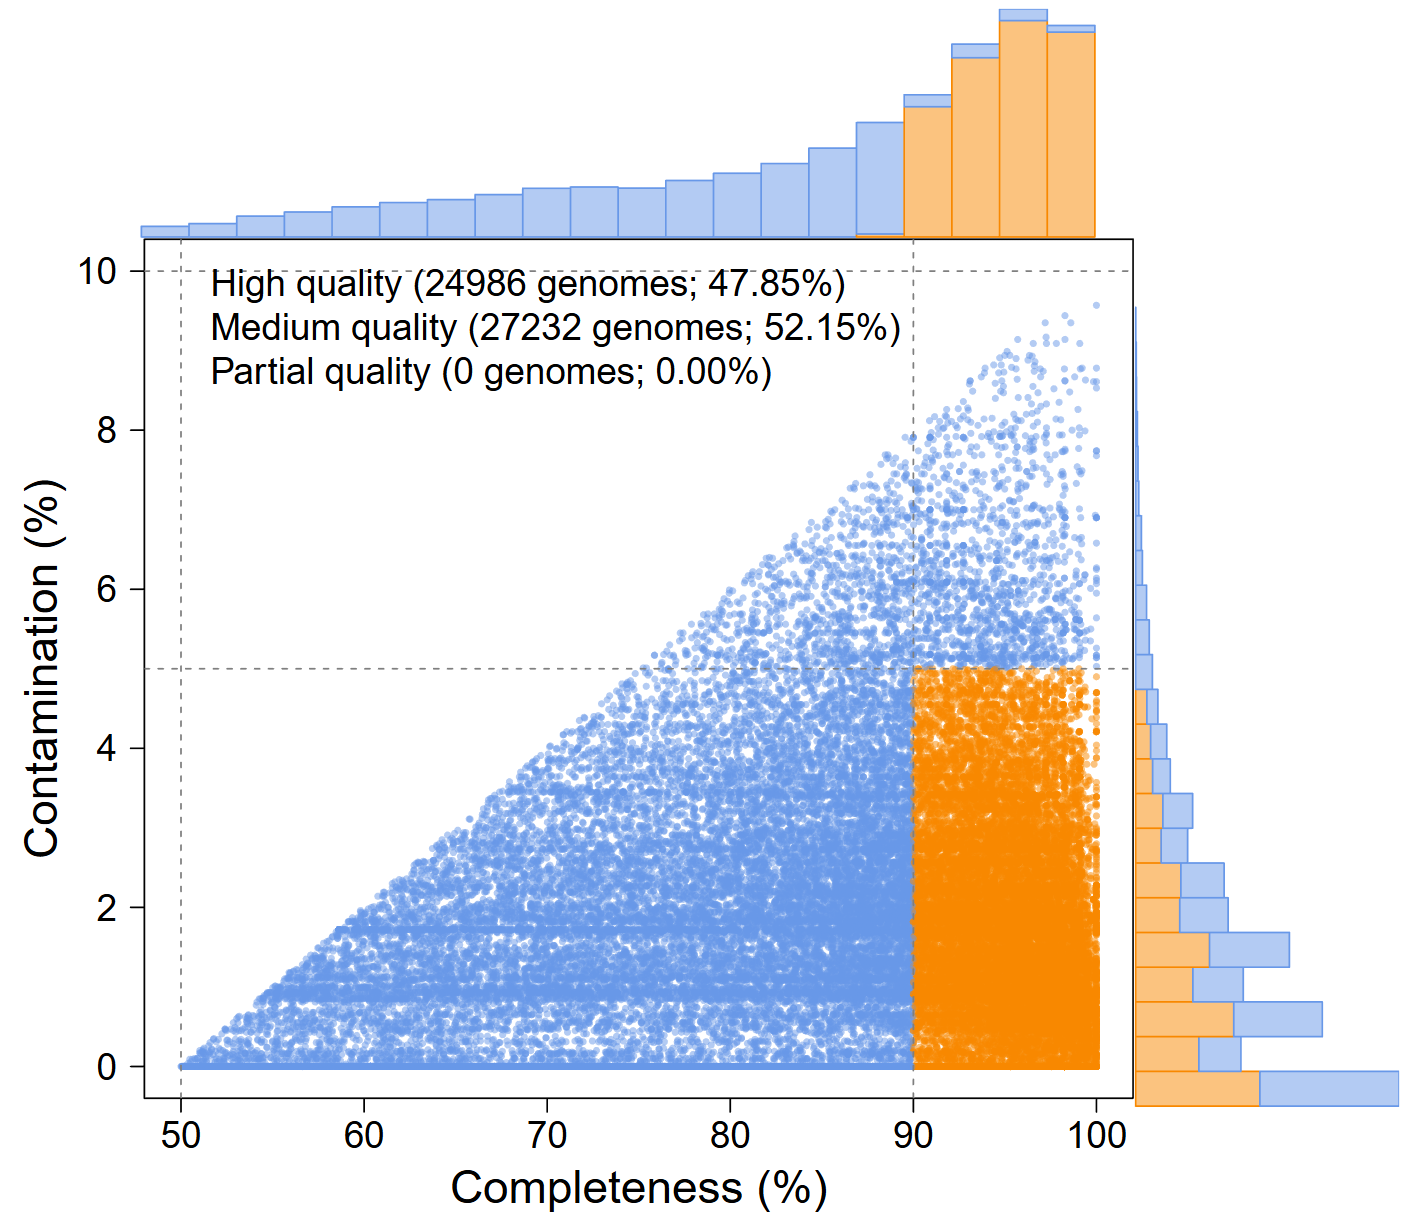 10
High quality (24986 genomes; 47.85%)
Medium quality (27232 genomes; 52.15%)
Partial quality (0 genomes; 0.00%)
8
6
4
2
0
Contamination (%)
50 60 70 80 90 100
Completeness (%)